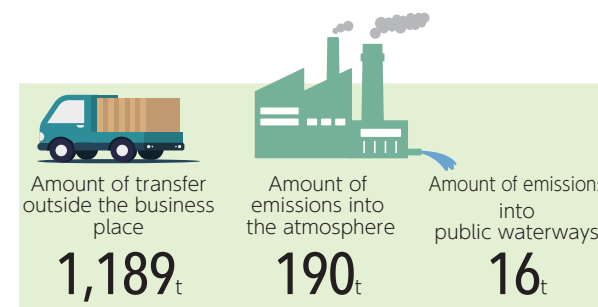 Amount of transfer
outside the business
place
1,189t
Amount of
emissions into
the atmosphere
190t
Amount of emissions
into
public waterways
16t